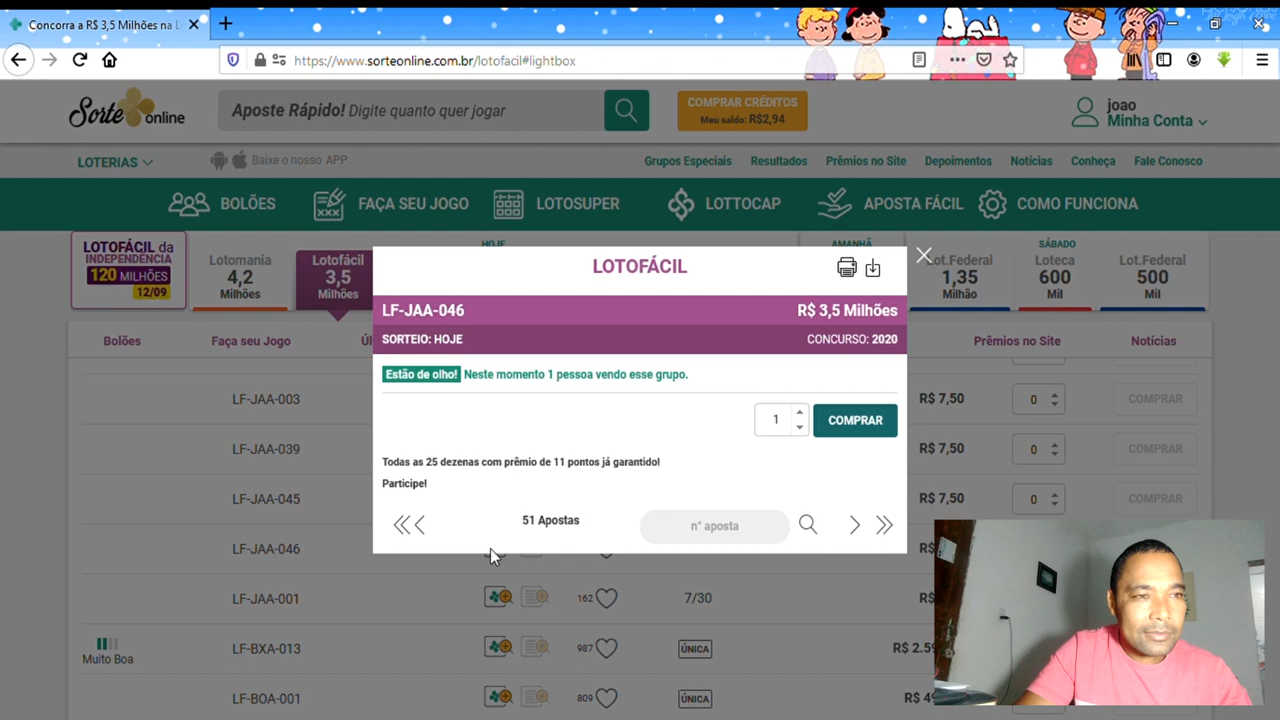 Concorra a R$ 3,5 Milhões na L
https://www.sorteonline.com.br/lotofacil#lightbox
Sorte online
Aposte Rápido! Digite quanto quer jogar
COMPRAR CRÉDITOS
Meu saldo: R$2,94
joao
Minha Conta
LOTERIAS
Baixe o nosso APP
Grupos Especiais
Resultados
Prêmios no Site
Depoimentos
Notícias
Conheça
Fale Conosco
BOLÕES
FAÇA SEU JOGO
LOTOSUPER
LOTTOCAP
APOSTA FÁCIL
COMO FUNCIONA
HOJE
AMANHÃ
SÁBADO
LOTOFÁCIL da
INDEPENDÊNCIA
120 MILHÕES
12/09
Lotomania
4,2
Milhões
Lotofácil
3,5
Milhões
Lot.Federal
1,35
Milhão
Loteca
600
Mil
Lot.Federal
500
Mil
Bolões
Faça seu Jogo
Prêmios no Site
Notícias
LOTOFÁCIL
LF-JAA-046
R$ 3,5 Milhões
SORTEIO: HOJE
CONCURSO: 2020
Estão de olho! Neste momento 1 pessoa vendo esse grupo.
1
COMPRAR
Todas as 25 dezenas com prêmio de 11 pontos já garantido!
Participe!
51 Apostas
n° aposta
LF-JAA-003
R$ 7,50
0
COMPRAR
LF-JAA-039
R$ 7,50
0
COMPRAR
LF-JAA-045
R$ 7,50
0
COMPRAR
LF-JAA-046
LF-JAA-001
162
7/30
Muito Boa
LF-BXA-013
987
ÚNICA
LF-BOA-001
809
ÚNICA